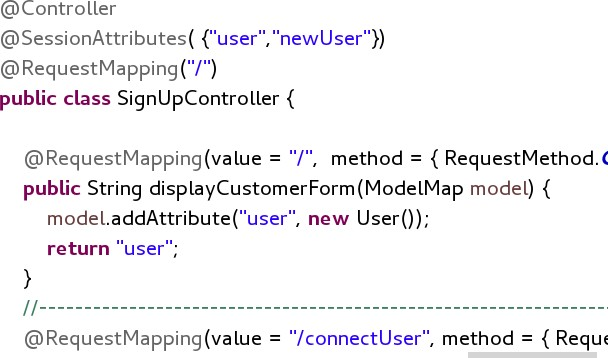 @Controller
@SessionAttributes( {"user","newUser"})
@RequestMapping("/")
public class SignUpController {
@RequestMapping(value = "/",  method = { RequestMethod.
public String displayCustomerForm(ModelMap model) {
model.addAttribute("user", new User());
return "user";
}
//----------------------------------------------------------------------
@RequestMapping(value = "/connectUser", method = { Reque